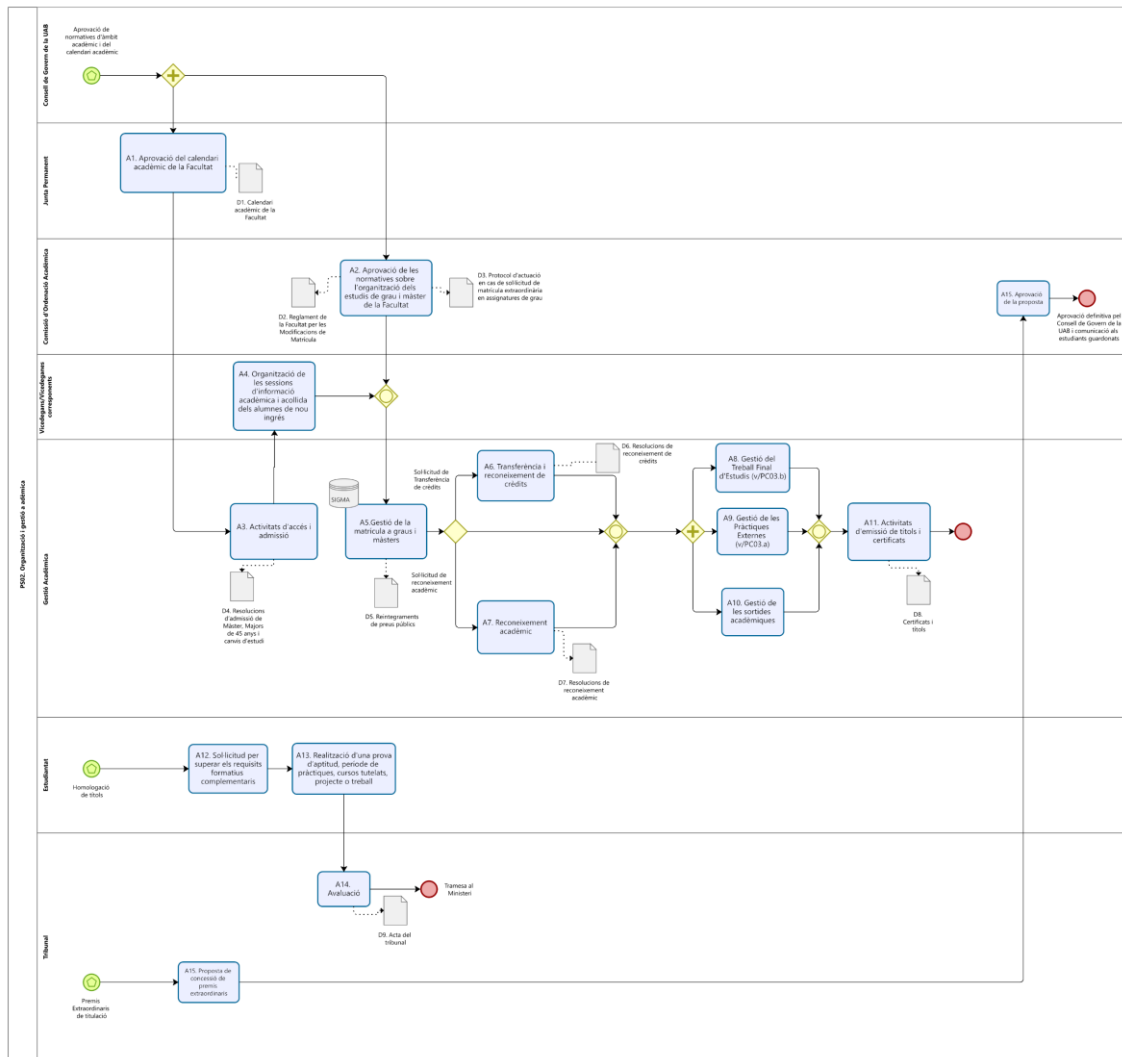 PS02. Organització i gestió a adèmica
Consell de Govern de la UAB
Aprovació de
normatives d'àmbit
acadèmic i del
calendari acadèmic
Junta Permanent
A1. Aprovació del calendari
acadèmic de la Facultat
D1. Calendari
acadèmic de la
Facultat
Comissió d'Ordenació Acadèmica
A2. Aprovació de les
normatives sobre
l'organització dels
estudis de grau i màster
de la Facultat
D2. Reglament de
la Facultat per les
Modificacions de
Matrícula
D3. Protocol d'actuació
en cas de sol·licitud de
matrícula extraordinària
en assignatures de grau
A15. Aprovació
de la proposta
Aprovació definitiva pel
Consell de Govern de la
UAB i comunicació als
estudiants guardonats
Vicedegans/Vicedeganes
corresponents
A4. Organització de
les sessions
d'informació
acadèmica i acollida
dels alumnes de nou
ingrés
Gestió Acadèmica
A3. Activitats d'accés i
admissió
D4. Resolucions
d'admissió de
Màster, Majors
de 45 anys i
canvis d'estudi
SIGMA
A5.Gestió de la
matrícula a graus i
màsters
D5. Reintegraments
de preus públics
Sol·licitud de
Transferència
de crèdits
A6. Transferència i
reconeixement de
crèdits
D6. Resolucions de
reconeixement de
crèdits
Sol·licitud de
reconeixement
acadèmic
A7. Reconeixement
acadèmic
D7. Resolucions de
reconeixement
acadèmic
A8. Gestió del
Treball Final
d'Estudis (v/PC03.b)
A9. Gestió de les
Pràctiques
Externes
(v/PC03.a)
A10. Gestió de
les sortides
acadèmiques
A11. Activitats
d'emissió de títols i
certificats
D8.
Certificats i
títols
Estudiantat
Homologació
de títols
A12. Sol·licitud per
superar els requisits
formatius
complementaris
A13. Realització d'una prova
d'aptitud, període de
pràctiques, cursos tutelats,
projecte o treball
Tribunal
A14.
Avaluació
Tramesa al
Ministeri
D9. Acta del
tribunal
Premis
Extraordinaris
de titulació
A15. Proposta de
concessió de
premis
extraordinaris